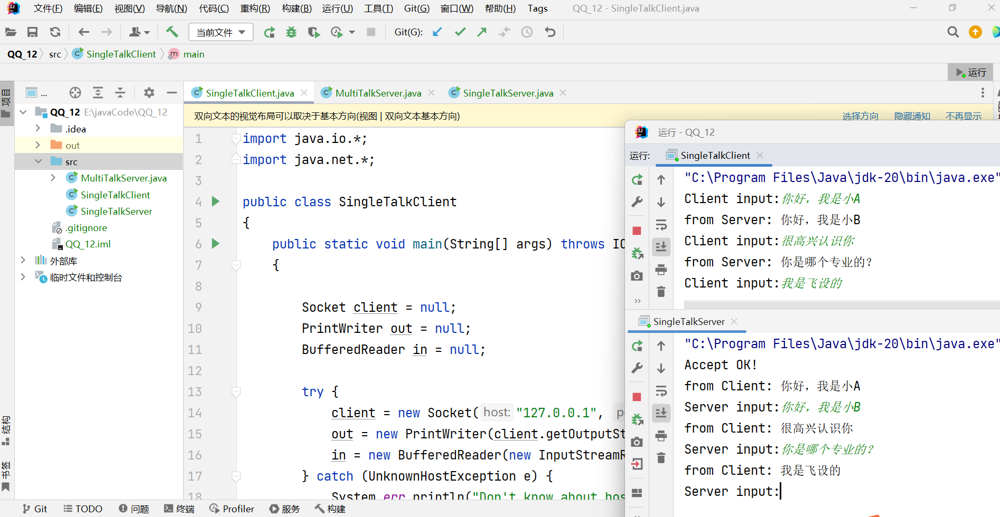 文件(F) 编辑(E) 视图(V) 导航(N) 代码(C) 重构(R) 构建(B) 运行(U) 工具(T) Git(G) 窗口(W) 帮助(H) Tags QQ_12 - SingleTalkClient.java
当前文件 Git(G):
QQ_12 src SingleTalkClient main
运行
项目
...
SingleTalkClient.java MultiTalkServer.java SingleTalkServer.java
QQ_12 E:\javaCode\QQ_12
.idea
out
src
MultiTalkServer.java
SingleTalkClient
SingleTalkServer
.gitignore
QQ_12.iml
外部库
临时文件和控制台
结构
书签
双向文本的视觉布局可以取决于基本方向(视图 | 双向文本基本方向) 选择方向 隐藏通知 不再显示
1 import java.io.*;
2 import java.net.*;
3
4 public class SingleTalkClient
5 {
6 public static void main(String[] args) throws IO
7 {
8
9 Socket client = null;
10 PrintWriter out = null;
11 BufferedReader in = null;
12
13 try {
14 client = new Socket( host: "127.0.0.1", po
15 out = new PrintWriter(client.getOutputSt
16 in = new BufferedReader(new InputStreamR
17 } catch (UnknownHostException e) {
18 System.err.println("Don't know about hos
运行 - QQ_12
运行: SingleTalkClient
"C:\Program Files\Java\jdk-20\bin\java.exe"
Client input:你好，我是小A
from Server: 你好，我是小B
Client input:很高兴认识你
from Server: 你是哪个专业的？
Client input:我是飞设的
SingleTalkServer
"C:\Program Files\Java\jdk-20\bin\java.exe"
Accept OK!
from Client: 你好，我是小A
Server input:你好，我是小B
from Client: 很高兴认识你
Server input:你是哪个专业的？
from Client: 我是飞设的
Server input:
Git TODO 问题 终端 Profiler 服务 构建